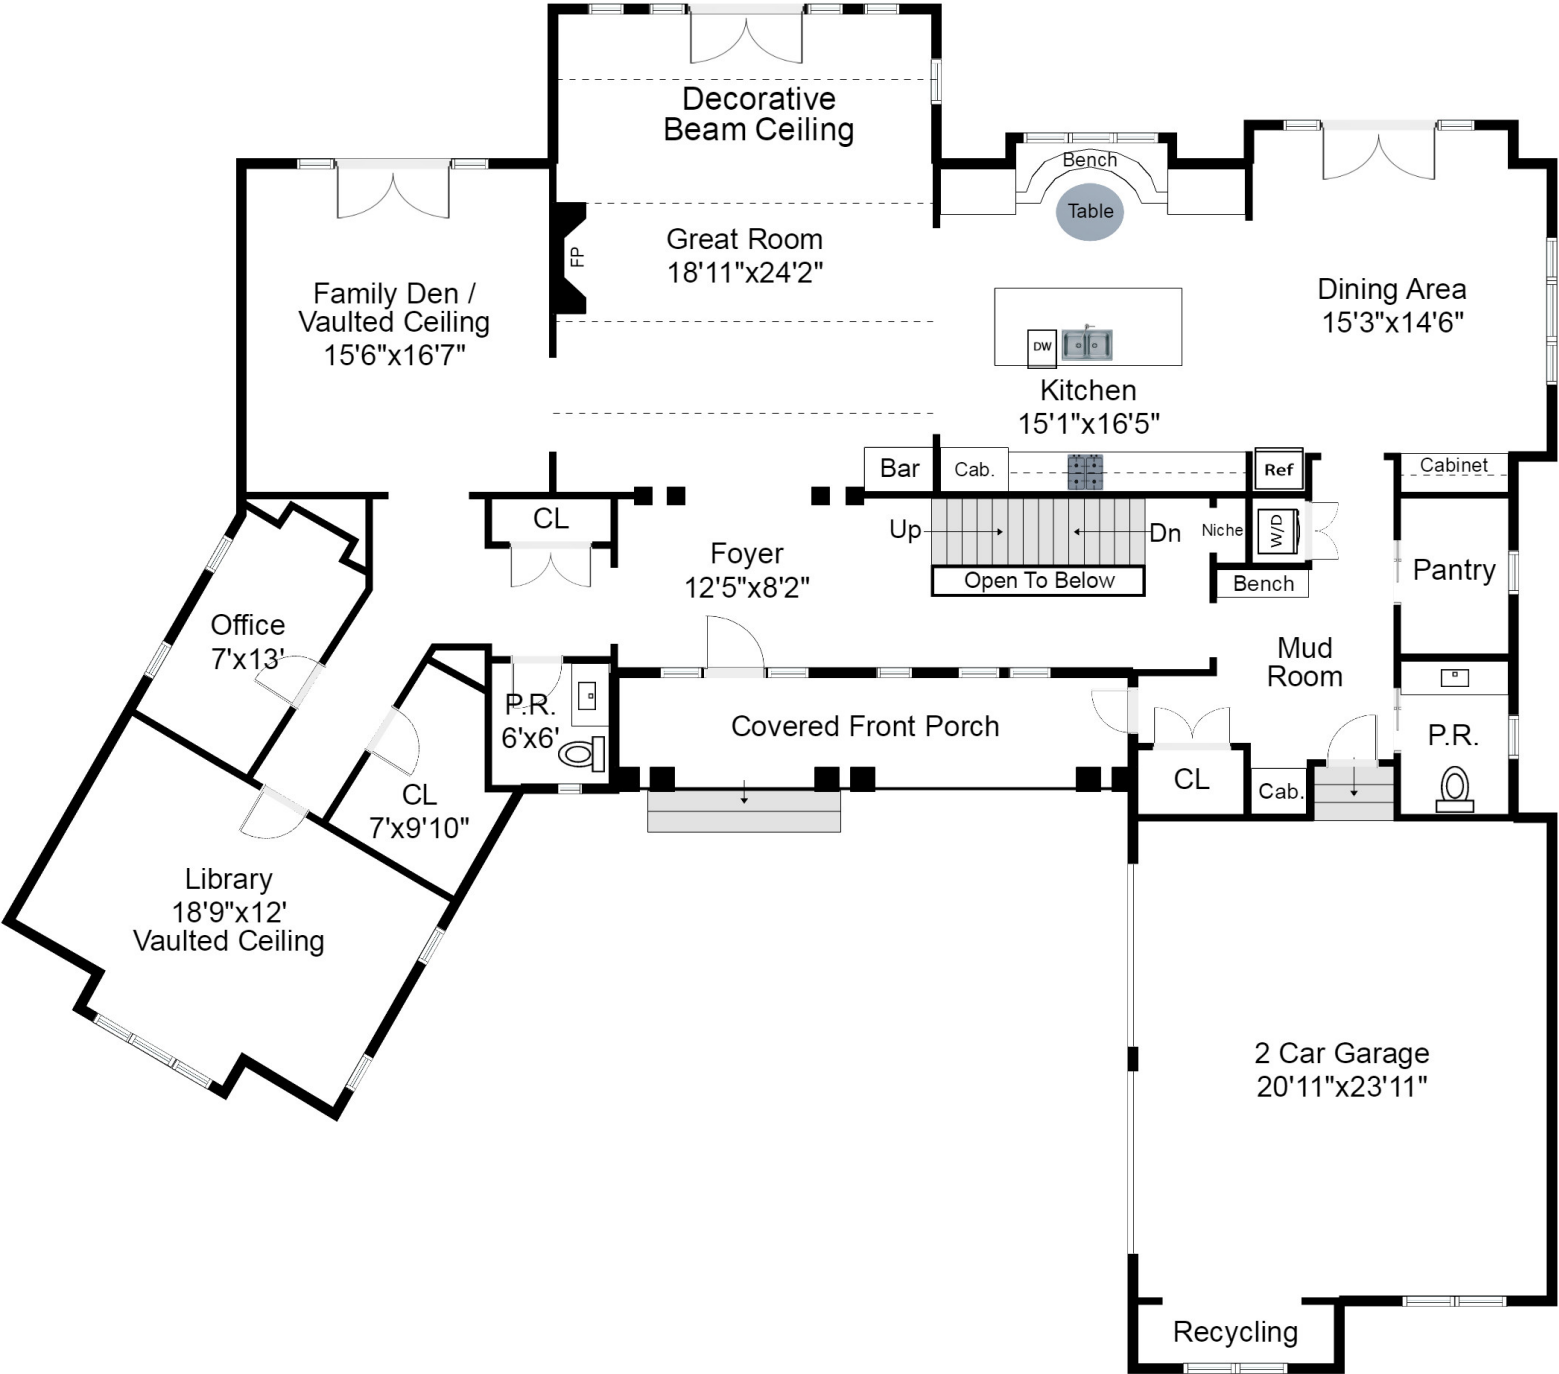 Decorative
Beam Ceiling
Bench
Table
Great Room
18'11"x24'2"
FP
Family Den /
Vaulted Ceiling
15'6"x16'7"
Dining Area
15'3"x14'6"
DW
Kitchen
15'1"x16'5"
Bar
Cab.
Ref
Cabinet
CL
Up
Dn
Niche
W/D
Foyer
12'5"x8'2"
Open To Below
Bench
Pantry
Office
7'x13'
Mud
Room
P.R.
6'x6'
Covered Front Porch
P.R.
CL
7'x9'10"
CL
Cab.
Library
18'9"x12'
Vaulted Ceiling
2 Car Garage
20'11"x23'11"
Recycling